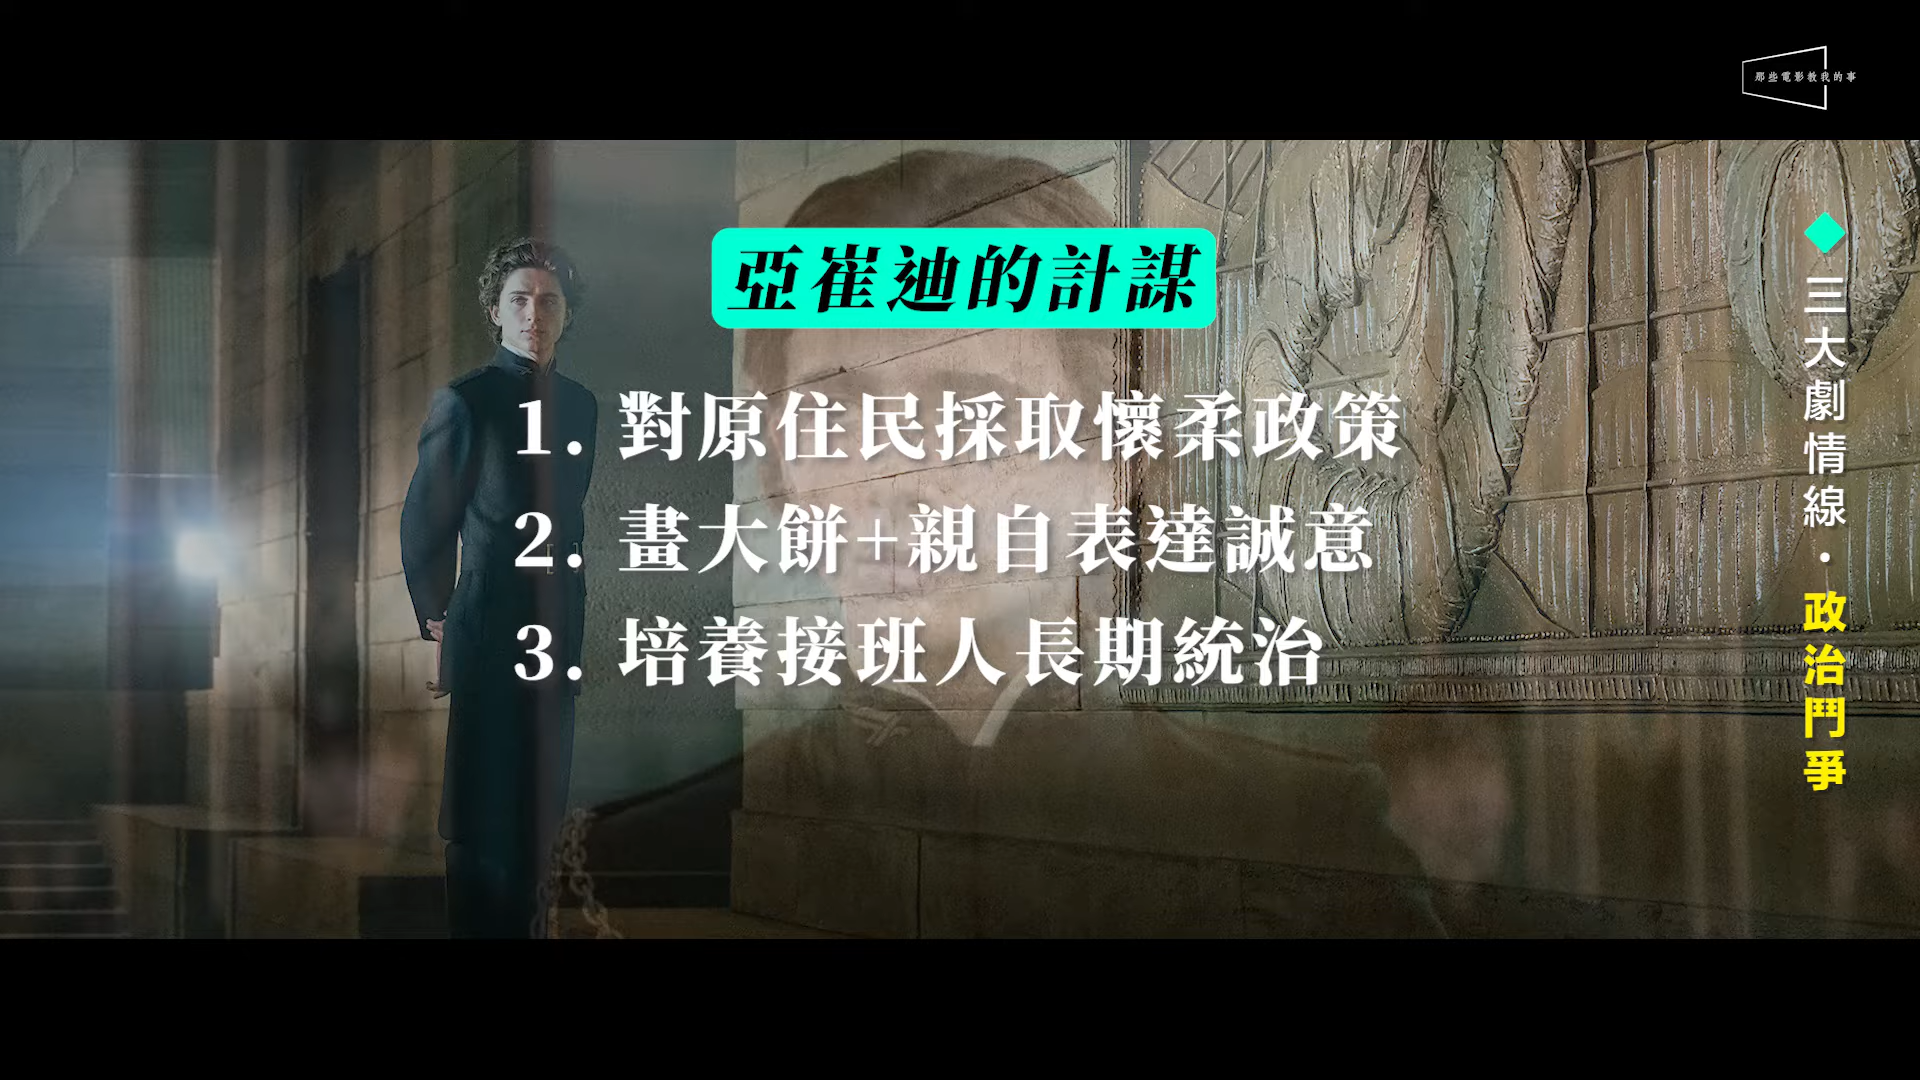 那些電影教我的事
亞崔迪的計謀
1. 對原住民採取懷柔政策
2. 畫大餅+親自表達誠意
3. 培養接班人長期統治
三大劇情線・政治鬥爭